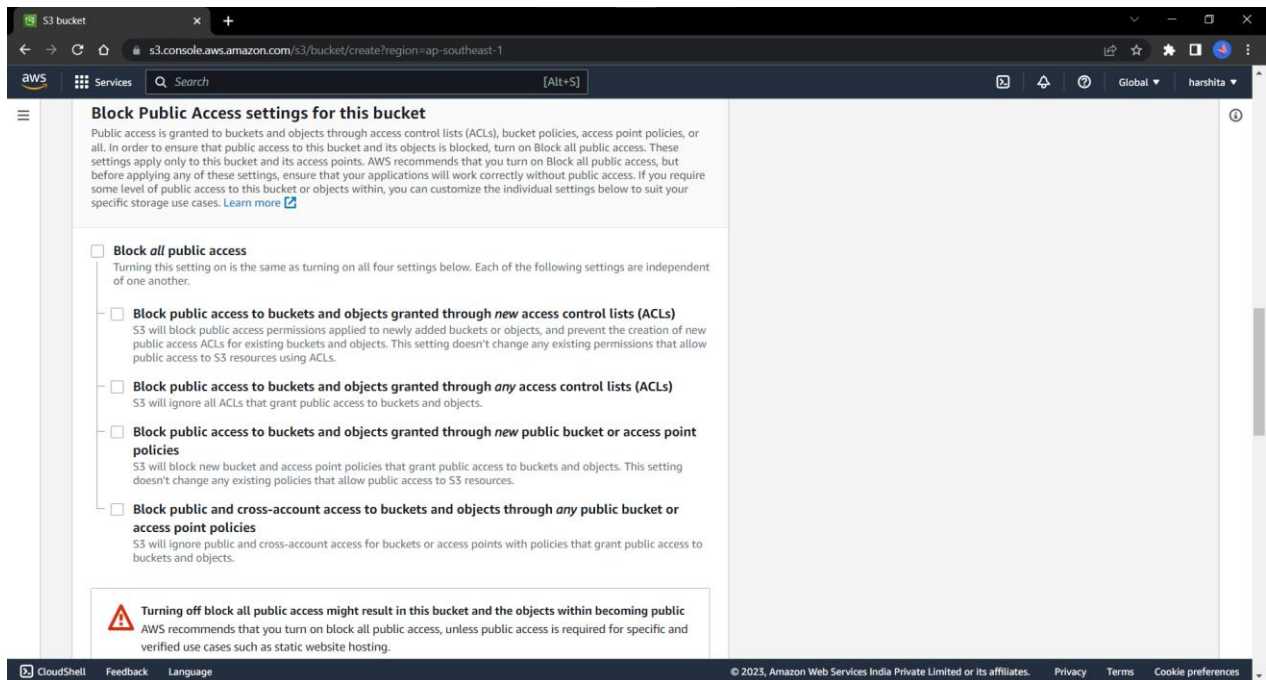 S3 bucket
s3.console.aws.amazon.com/s3/bucket/create?region=ap-southeast-1
aws
Services
Search
[Alt+S]
Global
harshita
Block Public Access settings for this bucket
Public access is granted to buckets and objects through access control lists (ACLs), bucket policies, access point policies, or
all. In order to ensure that public access to this bucket and its objects is blocked, turn on Block all public access. These
settings apply only to this bucket and its access points. AWS recommends that you turn on Block all public access, but
before applying any of these settings, ensure that your applications will work correctly without public access. If you require
some level of public access to this bucket or objects within, you can customize the individual settings below to suit your
specific storage use cases. Learn more
Block all public access
Turning this setting on is the same as turning on all four settings below. Each of the following settings are independent
of one another.
Block public access to buckets and objects granted through new access control lists (ACLs)
S3 will block public access permissions applied to newly added buckets or objects, and prevent the creation of new
public access ACLs for existing buckets and objects. This setting doesn't change any existing permissions that allow
public access to S3 resources using ACLs.
Block public access to buckets and objects granted through any access control lists (ACLs)
S3 will ignore all ACLs that grant public access to buckets and objects.
Block public access to buckets and objects granted through new public bucket or access point
policies
S3 will block new bucket and access point policies that grant public access to buckets and objects. This setting
doesn't change any existing policies that allow public access to S3 resources.
Block public and cross-account access to buckets and objects through any public bucket or
access point policies
S3 will ignore public and cross-account access for buckets or access points with policies that grant public access to
buckets and objects.
Turning off block all public access might result in this bucket and the objects within becoming public
AWS recommends that you turn on block all public access, unless public access is required for specific and
verified use cases such as static website hosting.
CloudShell
Feedback
Language
© 2023, Amazon Web Services India Private Limited or its affiliates.
Privacy
Terms
Cookie preferences